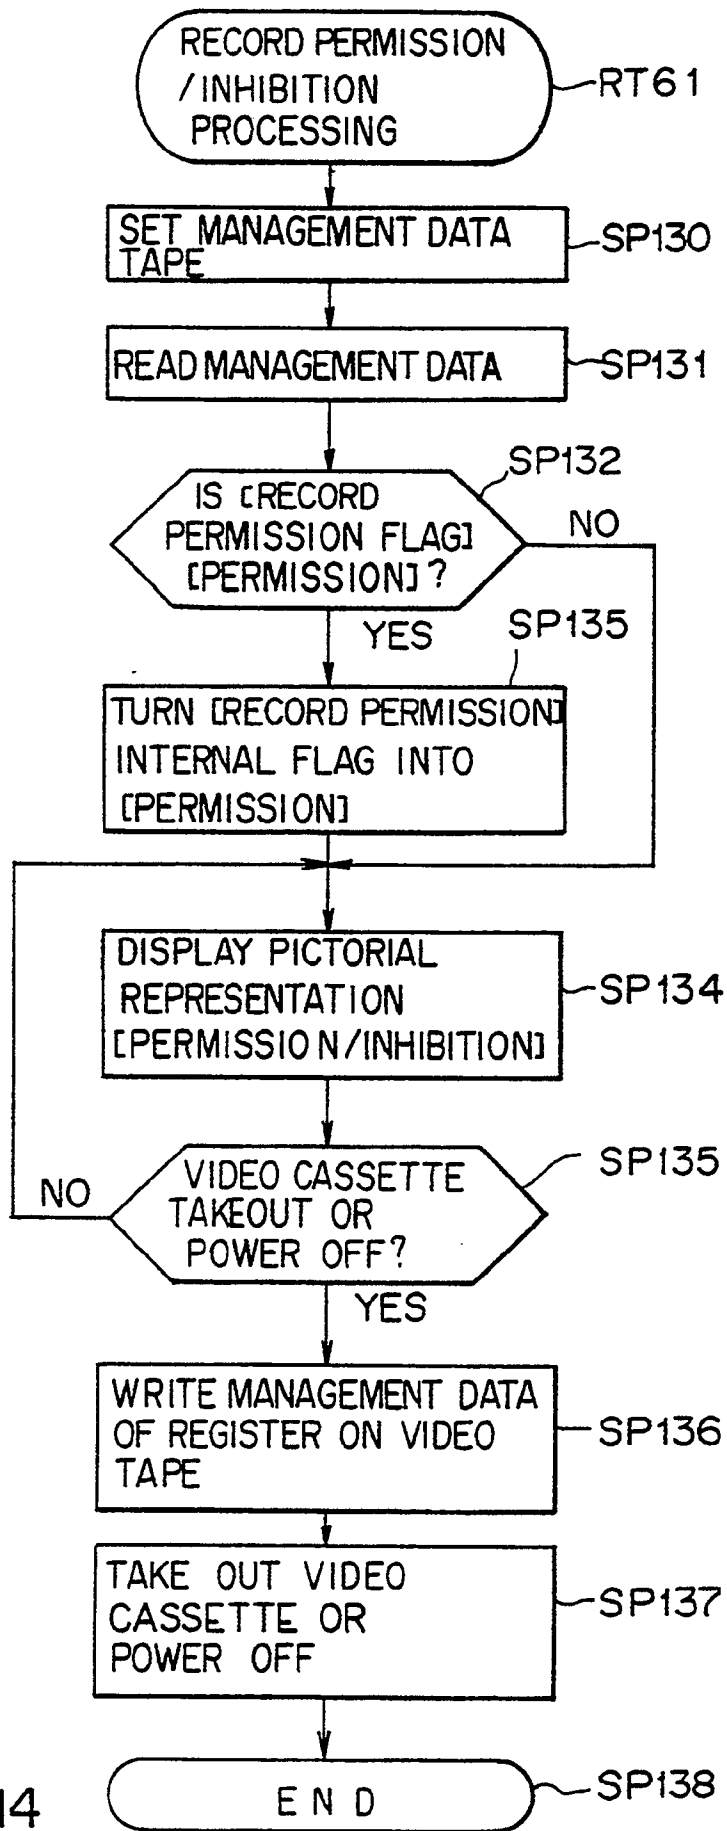 RECORD PERMISSION
/INHIBITION
PROCESSING
RT61
SET MANAGEMENT DATA
TAPE
SP130
READ MANAGEMENT DATA
SP131
SP132
IS [RECORD
PERMISSION FLAG]
[PERMISSION]?
NO
YES
SP135
TURN [RECORD PERMISSION]
INTERNAL FLAG INTO
[PERMISSION]
DISPLAY PICTORIAL
REPRESENTATION
[PERMISSION/INHIBITION]
SP134
VIDEO CASSETTE
TAKEOUT OR
POWER OFF?
SP135
NO
YES
WRITE MANAGEMENT DATA
OF REGISTER ON VIDEO
TAPE
SP136
TAKE OUT VIDEO
CASSETTE OR
POWER OFF
SP137
END
SP138
14